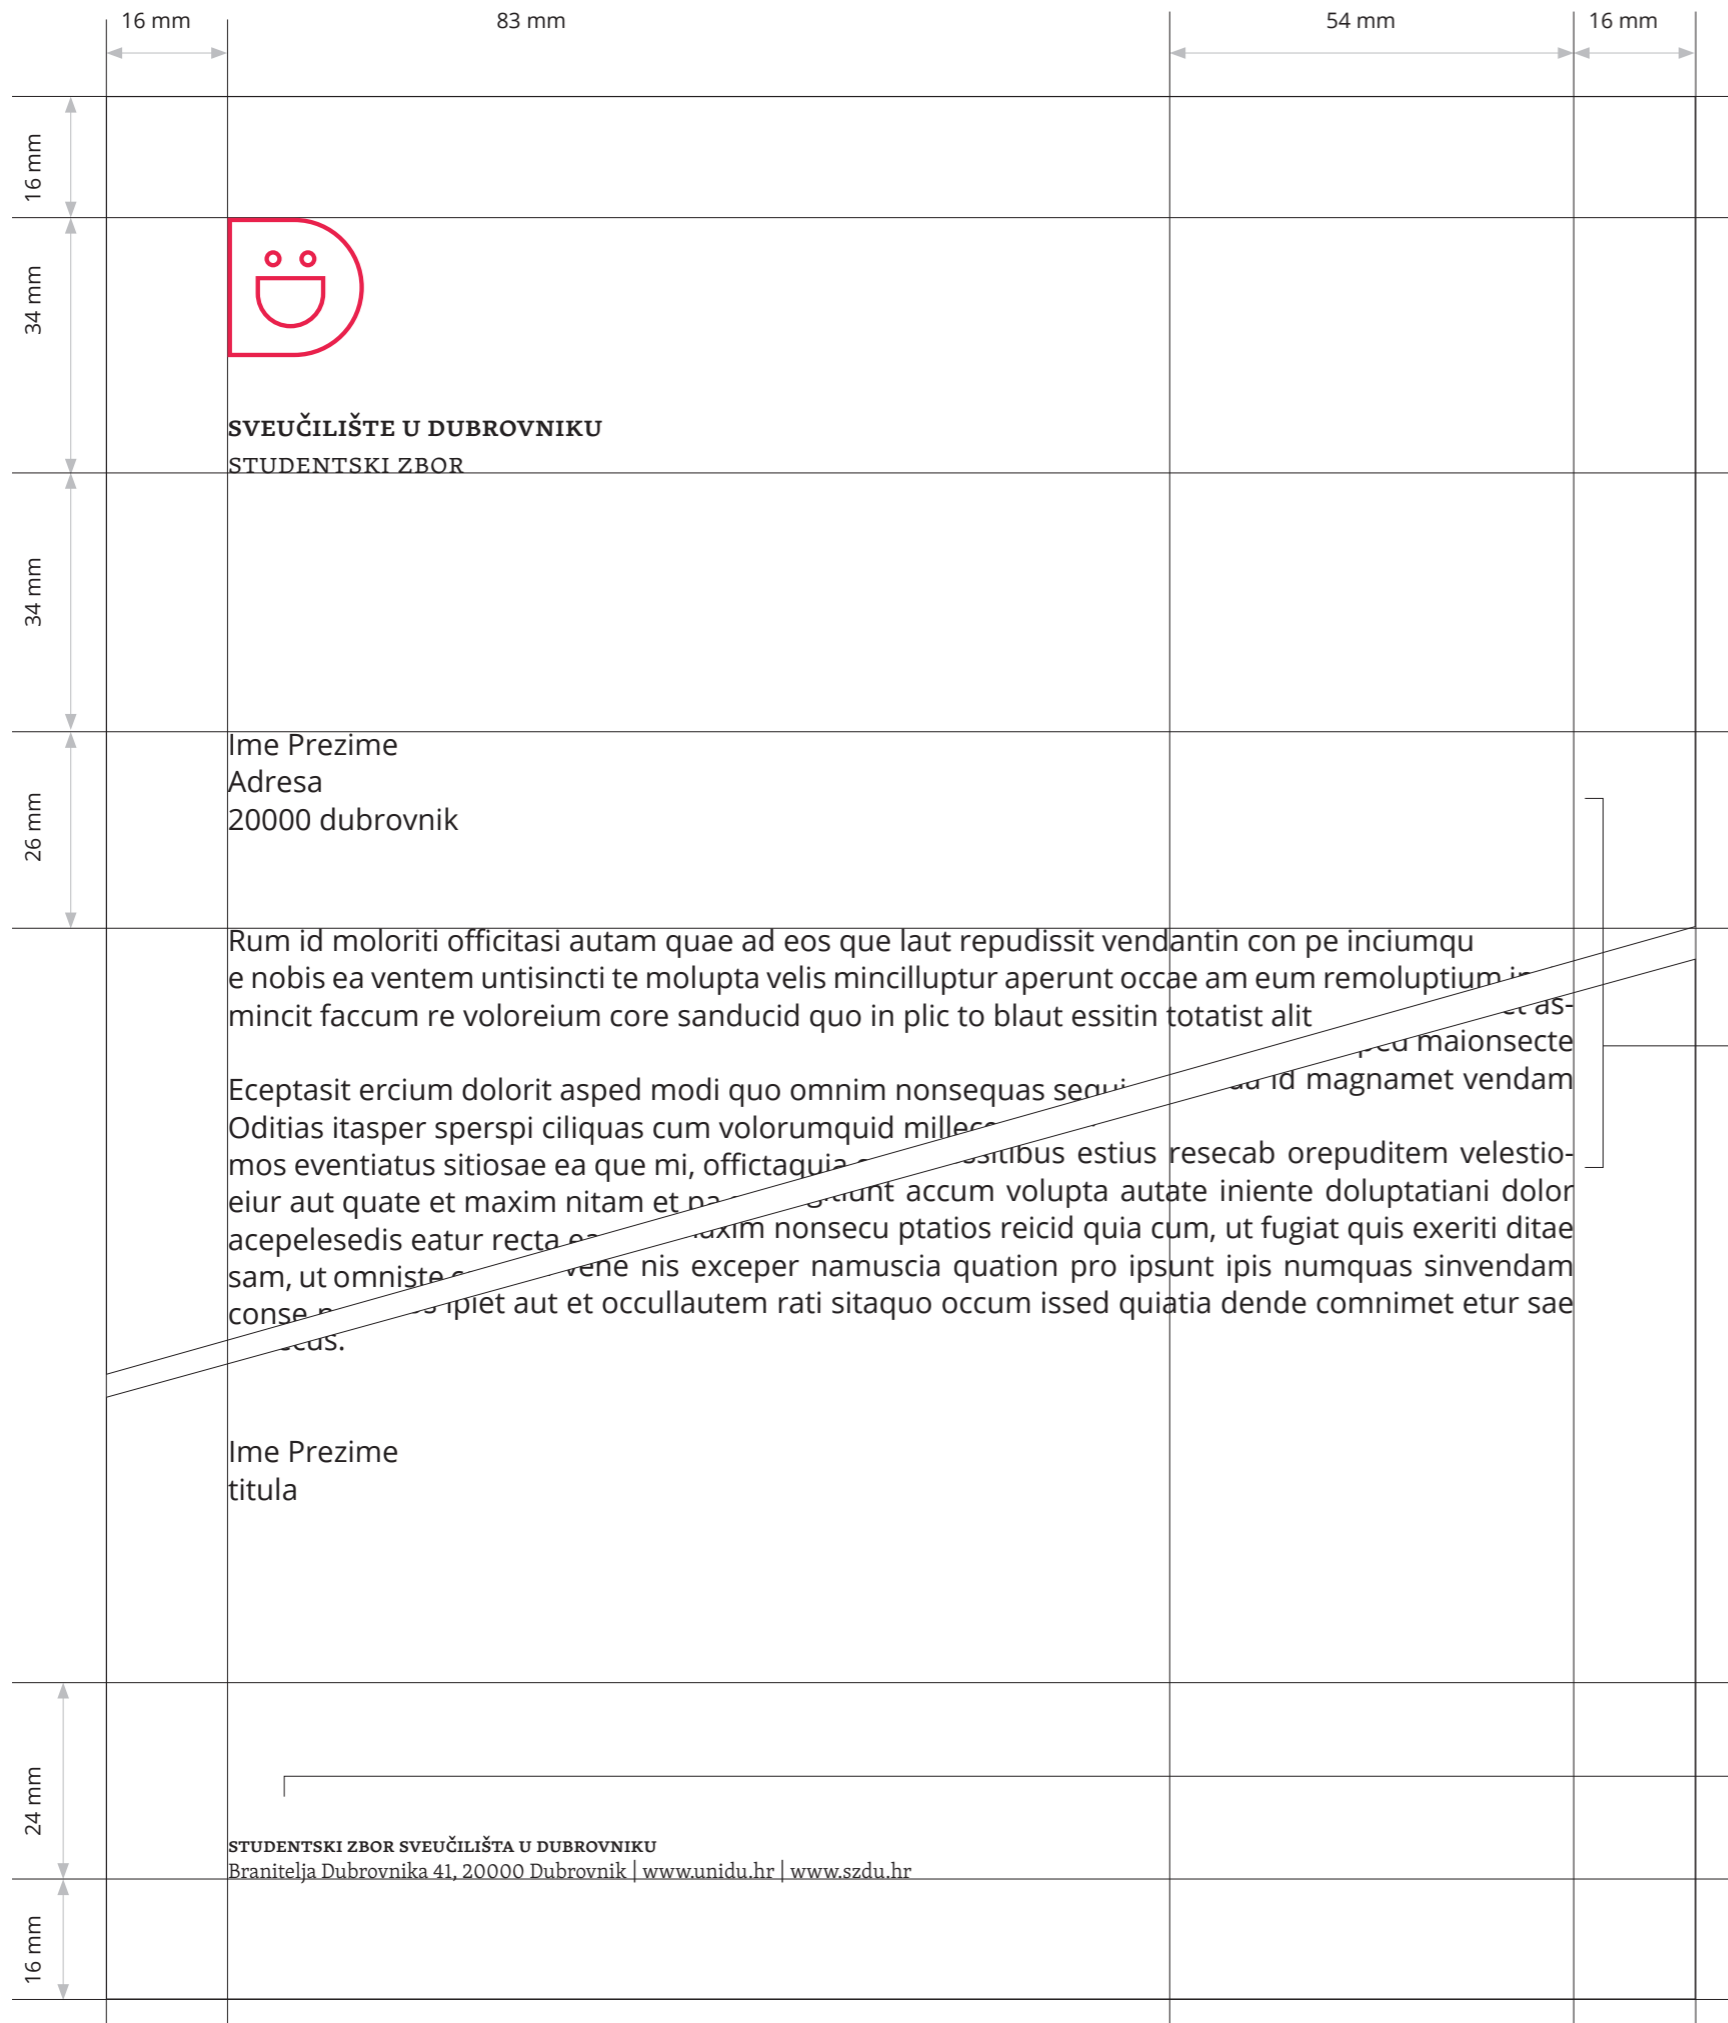 16 mm 83 mm 54 mm 16 mm
16 mm
34 mm
SVEUČILIŠTE U DUBROVNIKU
STUDENTSKI ZBOR
34 mm
Ime Prezime
Adresa
20000 dubrovnik
26 mm
Rum id moloriti officitasi autam quae ad eos que laut repudissit vendantin con pe inciumqu
e nobis ea ventem untisincti te molupta velis mincilluptur aperunt occae am eum remoluptium
mincit faccum re voloreium core sanducid quo in plic to blaut essitin totatist alit
et as-
maionsecte
Eceptasit ercium dolorit asped modi quo omnim nonsequas sequi
id magnamet vendam
Oditias itasper sperspi ciliquas cum volorumquid
mos eventiatus sitiosae ea que mi, offictaquia
estius resecab orepuditem velestio-
eiur aut quate et maxim nitam et
accum volupta autate iniente doluptatiani dolor
acepelesedis eatur recta
nonsecu ptatios reicid quia cum, ut fugiat quis exeriti ditae
sam, ut omniste
vene nis exceper namuscia quation pro ipsunt ipis numquas sinvendam
conse
ipiet aut et occullautem rati sitaquo occum issed quiatia dende comnimet etur sae
Ime Prezime
titula
24 mm
STUDENTSKI ZBOR SVEUČILIŠTA U DUBROVNIKU
Branitelja Dubrovnika 41, 20000 Dubrovnik | www.unidu.hr | www.szdu.hr
16 mm